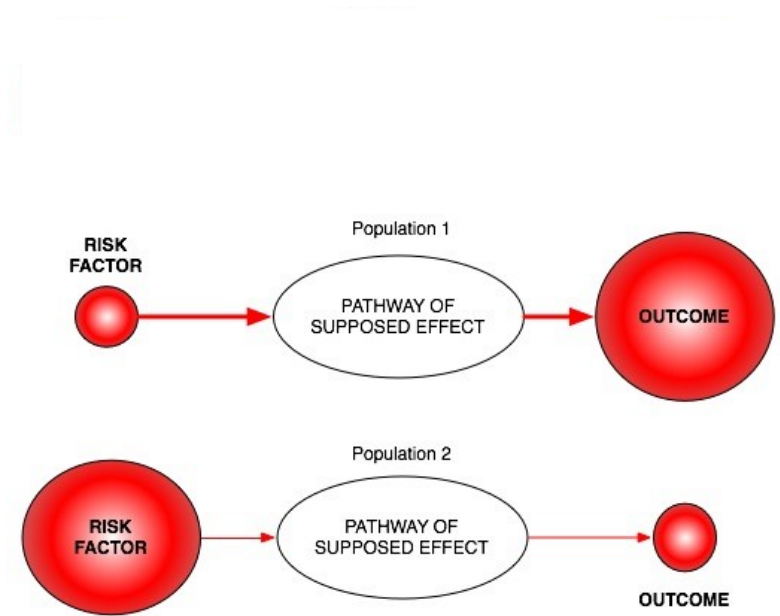 Population 1
RISK
FACTOR
PATHWAY OF
SUPPOSED EFFECT
OUTCOME
Population 2
RISK
FACTOR
PATHWAY OF
SUPPOSED EFFECT
OUTCOME